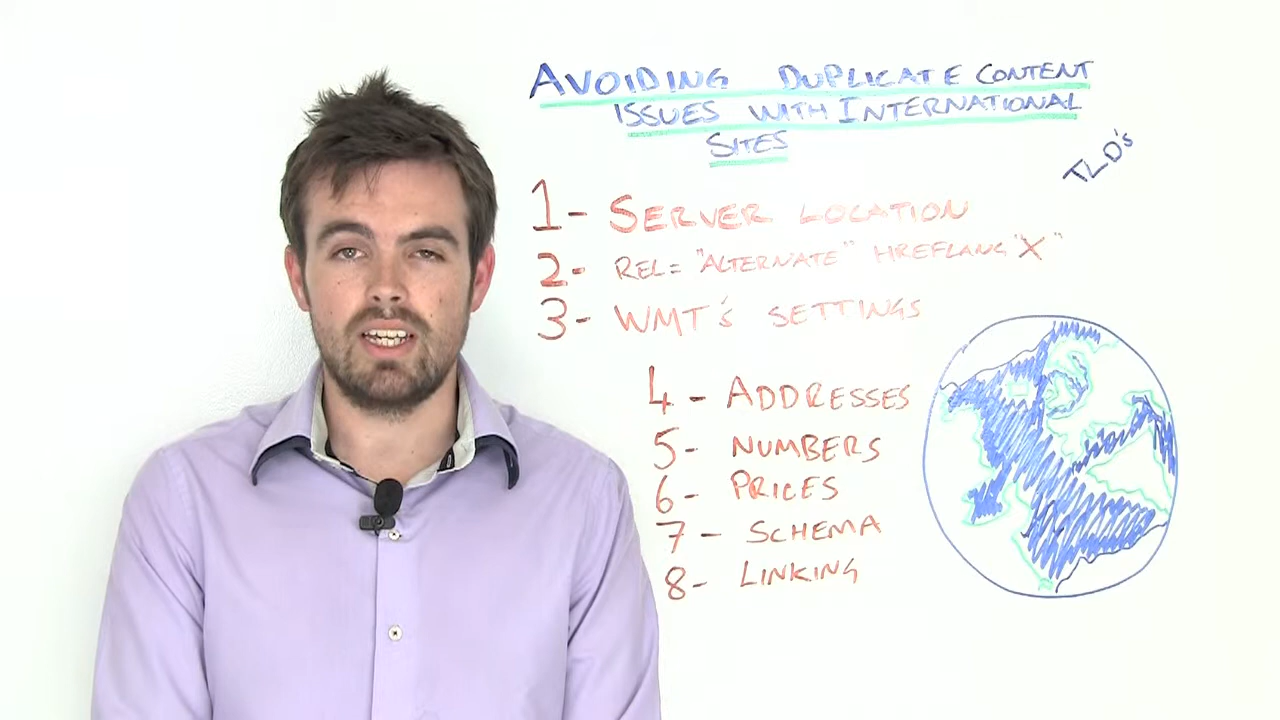 AVOIDING DUPLICATE CONTENT
ISSUES WITH INTERNATIONAL
SITES
TLD's
1- SERVER LOCATION
2- REL= "ALTERNATE" HREFLANG "X"
3- WMT's SETTINGS
4 - ADDRESSES
5- NUMBERS
6- PRICES
7- SCHEMA
8- LINKING